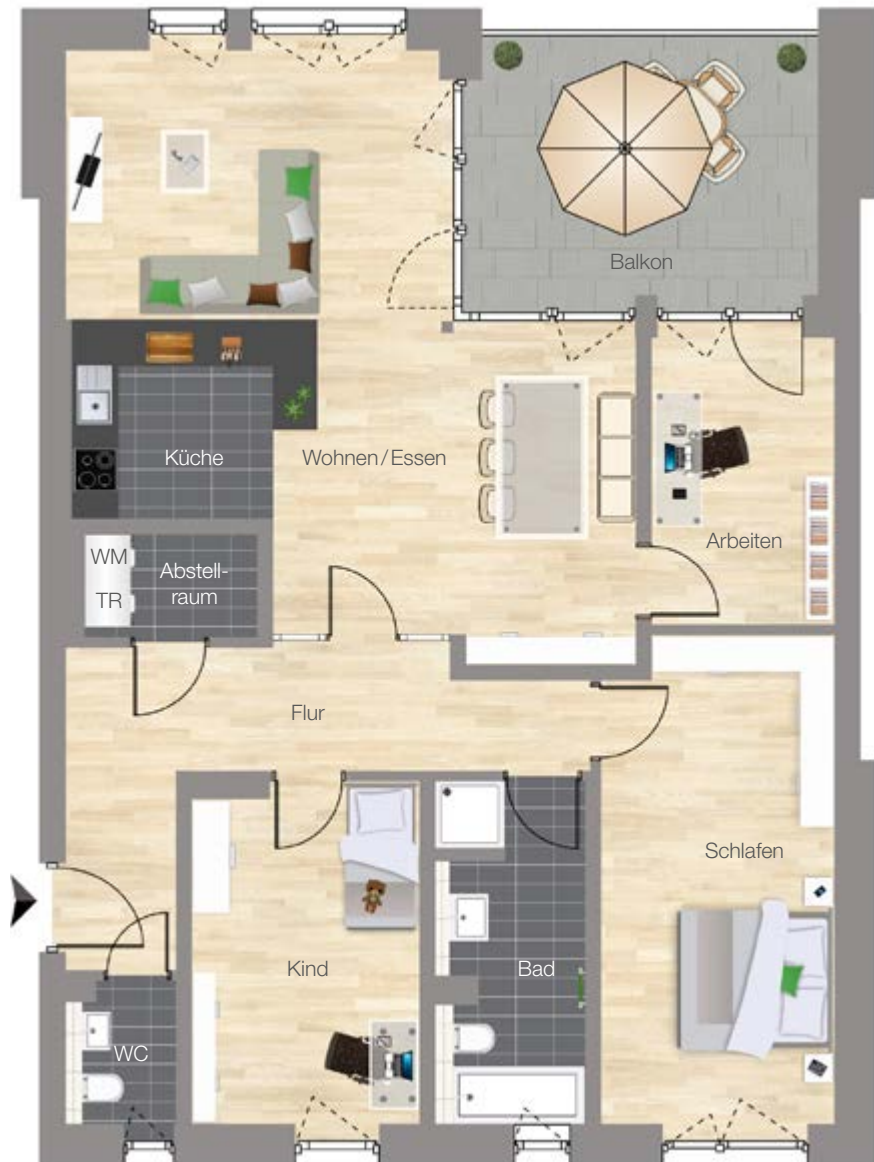 Balkon
Küche
Wohnen / Essen
Arbeiten
WM
TR
Abstell-
raum
Flur
Schlafen
Kind
Bad
WC